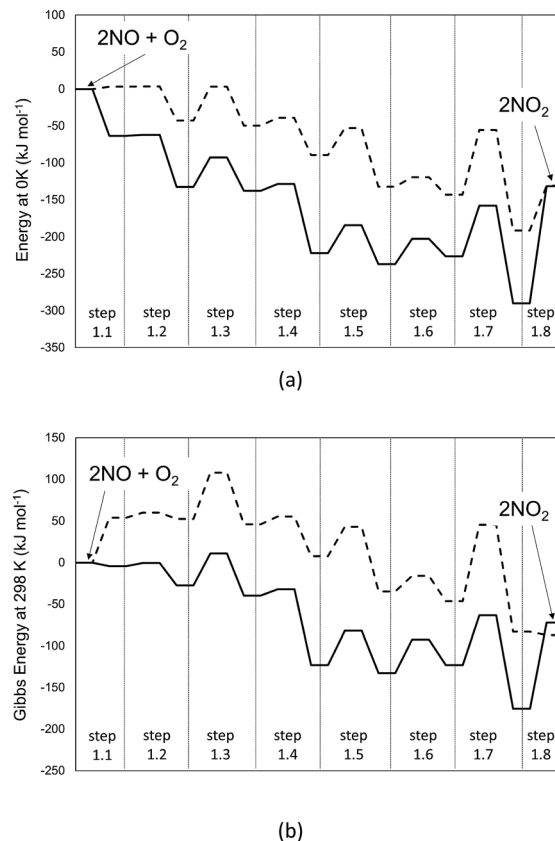 100
50
0
-50
-100
-150
-200
-250
-300
-350
Energy at 0K (kJ mol⁻¹)
2NO + O₂
2NO₂
step 1.1
step 1.2
step 1.3
step 1.4
step 1.5
step 1.6
step 1.7
step 1.8
(a)
150
100
50
0
-50
-100
-150
-200
-250
Gibbs Energy at 298 K (kJ mol⁻¹)
2NO + O₂
2NO₂
step 1.1
step 1.2
step 1.3
step 1.4
step 1.5
step 1.6
step 1.7
step 1.8
(b)